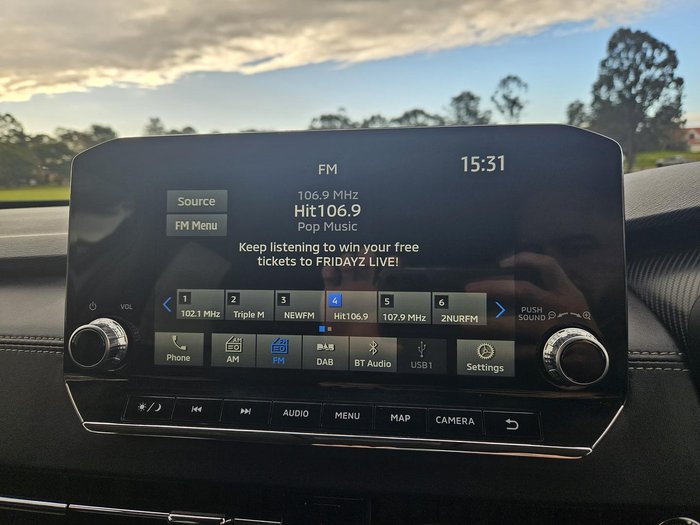 FM
15:31
Source
FM Menu
106.9 MHz
Hit106.9
Pop Music
Keep listening to win your free
tickets to FRIDAYZ LIVE!
1
102.1 MHz
2
Triple M
3
NEWFM
4
Hit106.9
5
107.9 MHz
6
2NURFM
VOL
PUSH
SOUND
Phone
AM
FM
DAB
DAB
BT Audio
USB1
Settings
AUDIO
MENU
MAP
CAMERA